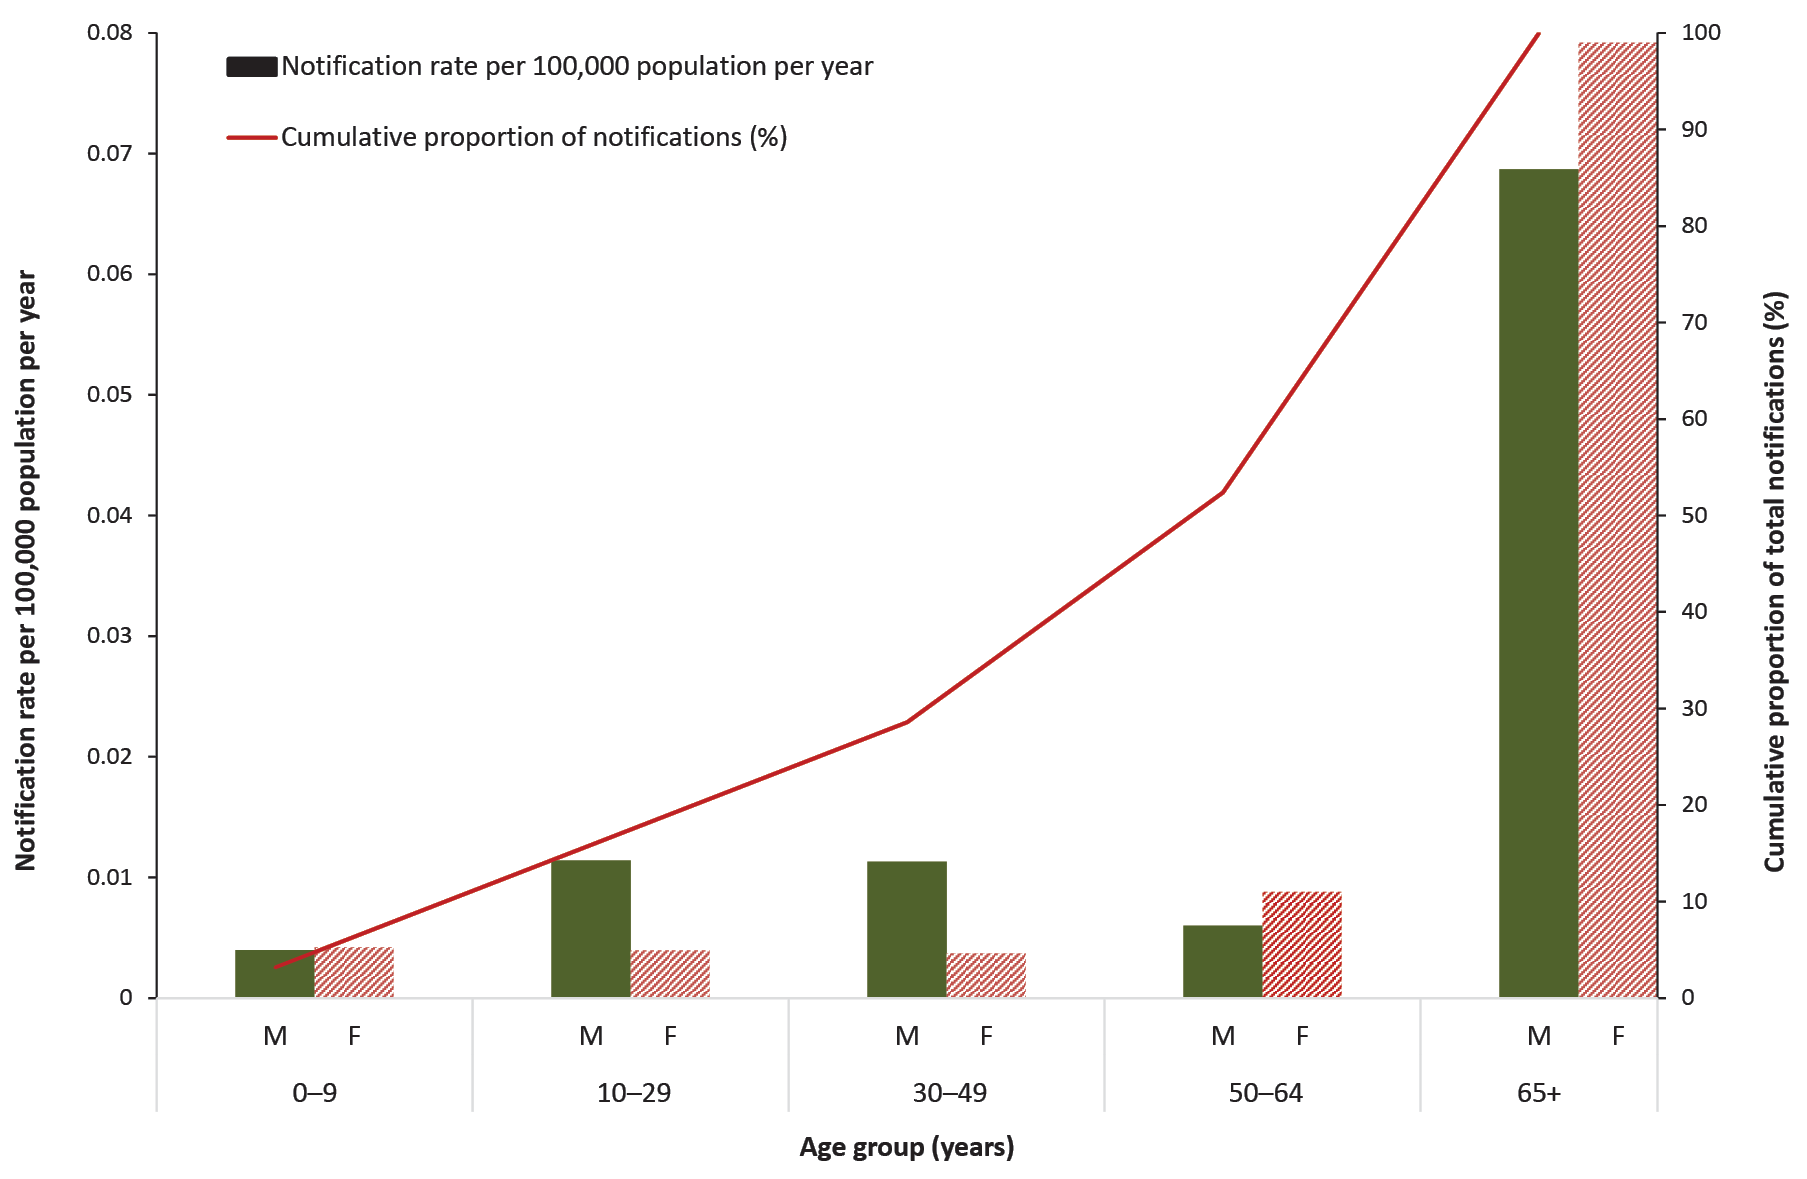 Notification rate per 100,000 population per year
Cumulative proportion of notifications (%)
Notification rate per 100,000 population per year
0.08
0.07
0.06
0.05
0.04
0.03
0.02
0.01
0
100
90
80
70
60
50
40
30
20
10
0
Cumulative proportion of total notifications (%)
M F M F M F M F M F
0–9 10–29 30–49 50–64 65+
Age group (years)